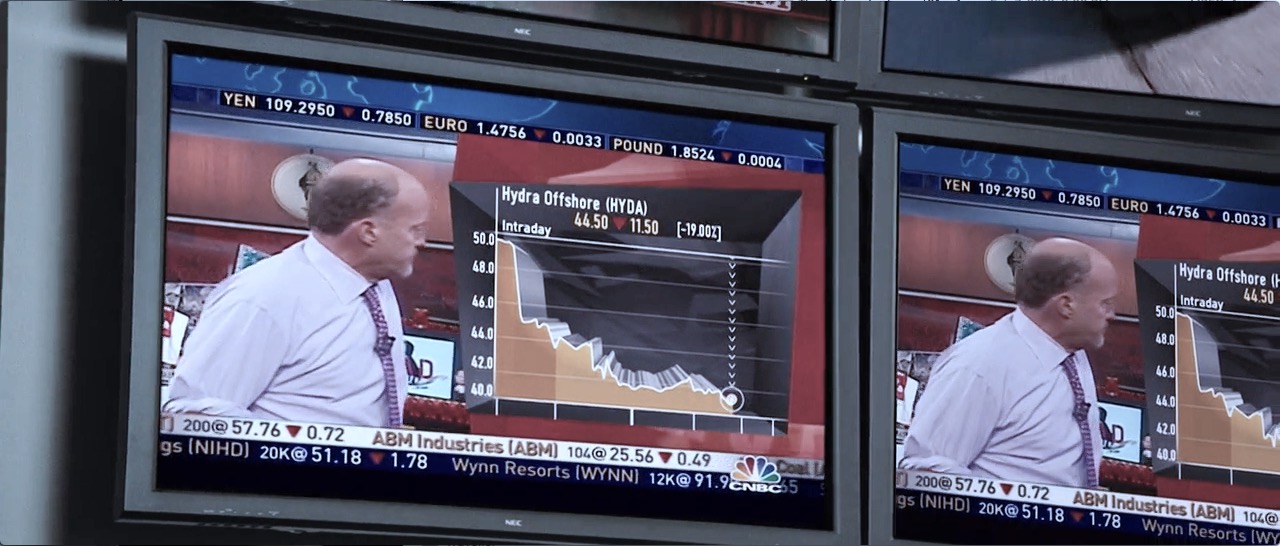 NEC
NEC
YEN 109.2950 ▼ 0.7850 EURO 1.4756 ▼ 0.0033 POUND 1.8524 ▼ 0.0004
Hydra Offshore (HYDA)
44.50 ▼ 11.50 [-19.00%]
Intraday
50.0
48.0
46.0
44.0
42.0
40.0
D
200@57.76 ▼ 0.72 ABM Industries (ABM) 104@25.56 ▼ 0.49
gs (NIHD) 20K@51.18 ▼ 1.78 Wynn Resorts (WYNN) 12K@91.9
Coal
65
CNBC
NEC
YEN 109.2950 ▼ 0.7850 EURO 1.4756 ▼ 0.0033
Hydra Offshore (H
44.50
Intraday
50.0
48.0
46.0
44.0
42.0
40.0
D
200@57.76 ▼ 0.72 ABM Industries (ABM) 104@
gs (NIHD) 20K@51.18 ▼ 1.78 Wynn Resorts (WY